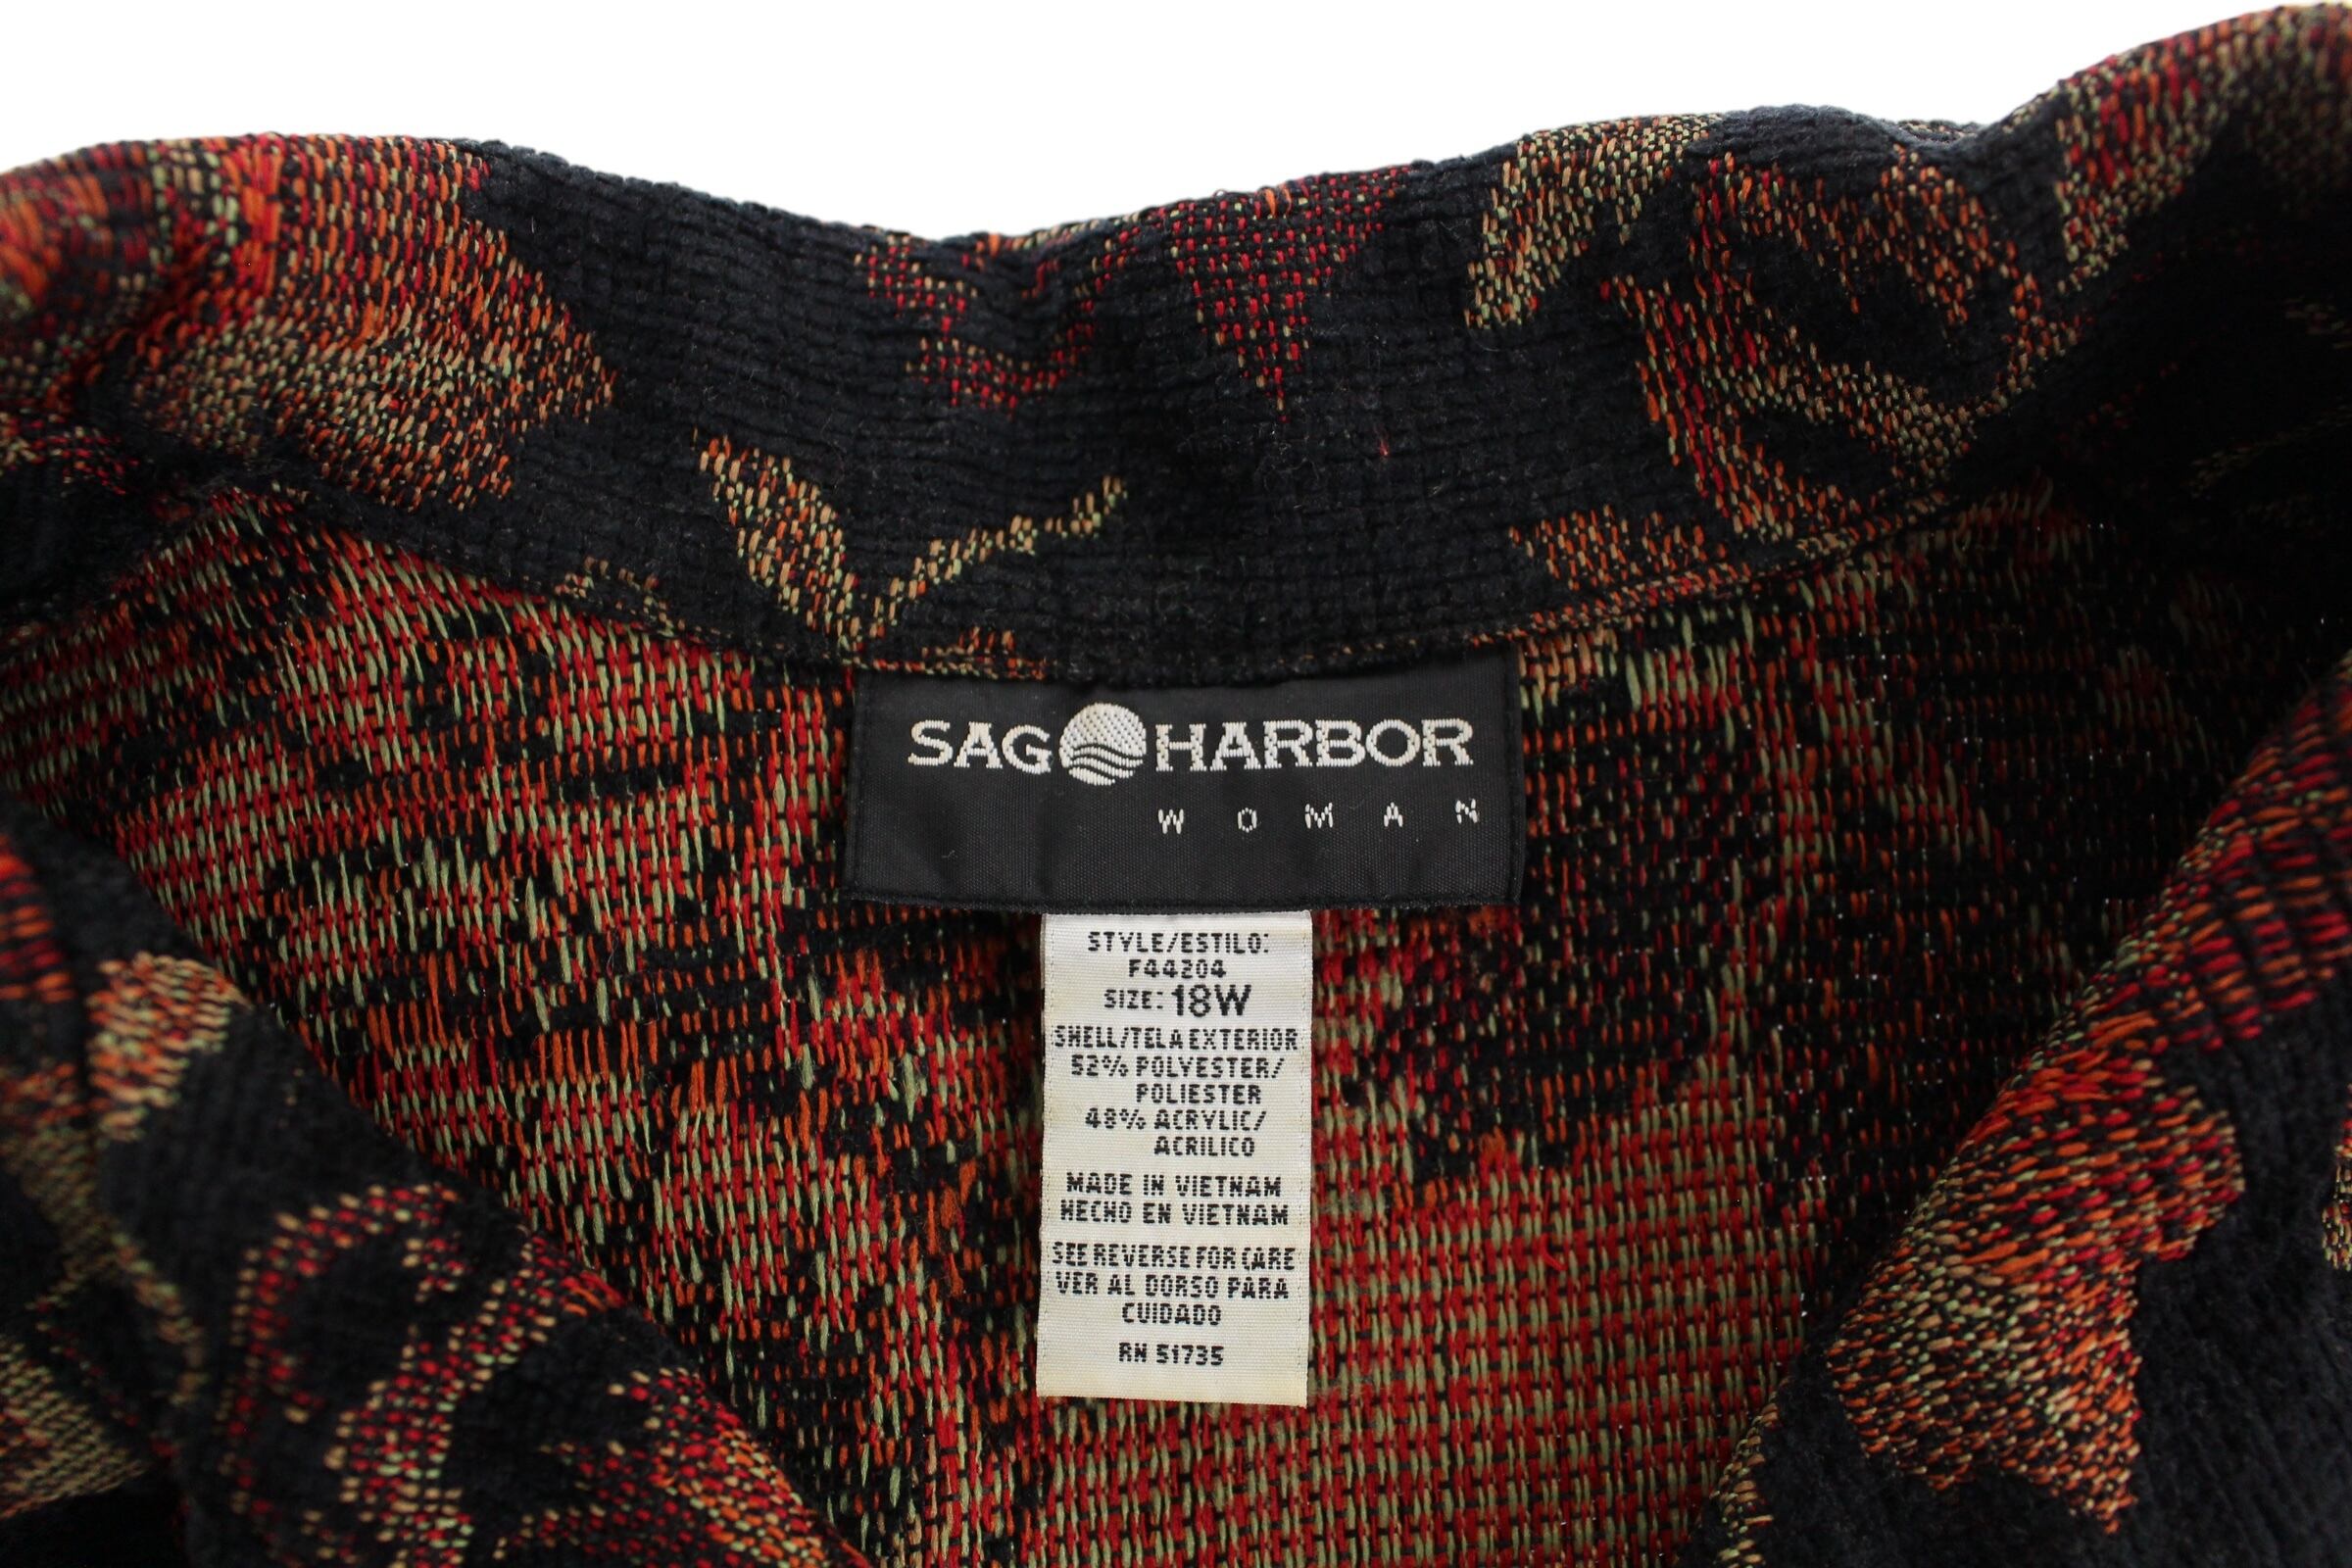 SAG HARBOR
WOMAN
STYLE/ESTILO:
F44204
SIZE: 18W
SHELL/TELA EXTERIOR
52% POLYESTER/
POLIESTER
48% ACRYLIC/
ACRILICO
MADE IN VIETNAM
HECHO EN VIETNAM
SEE REVERSE FOR CARE
VER AL DORSO PARA
CUIDADO
RN 51735